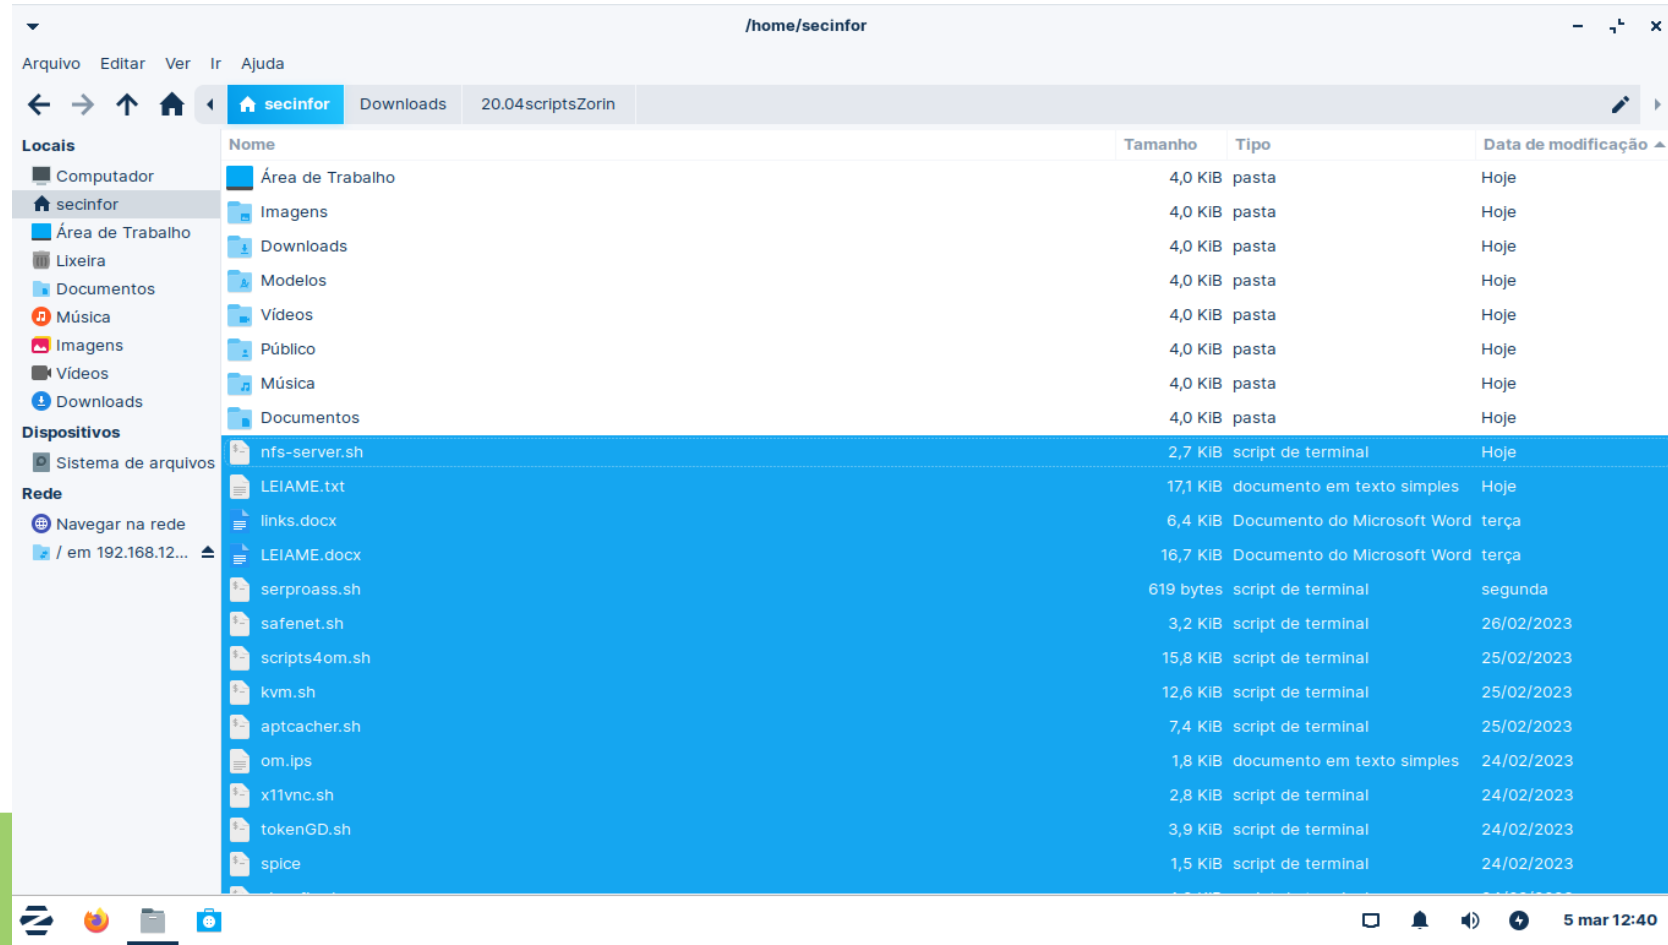 /home/secinfor
Arquivo Editar Ver Ir Ajuda
secinfor Downloads 20.04scriptsZorin
Locais
Computador
secinfor
Área de Trabalho
Lixeira
Documentos
Música
Imagens
Vídeos
Downloads
Dispositivos
Sistema de arquivos
Rede
Navegar na rede
/ em 192.168.12...
Nome Tamanho Tipo Data de modificação
Área de Trabalho 4,0 KiB pasta Hoje
Imagens 4,0 KiB pasta Hoje
Downloads 4,0 KiB pasta Hoje
Modelos 4,0 KiB pasta Hoje
Vídeos 4,0 KiB pasta Hoje
Público 4,0 KiB pasta Hoje
Música 4,0 KiB pasta Hoje
Documentos 4,0 KiB pasta Hoje
nfs-server.sh 2,7 KiB script de terminal Hoje
LEIAME.txt 17,1 KiB documento em texto simples Hoje
links.docx 6,4 KiB Documento do Microsoft Word terça
LEIAME.docx 16,7 KiB Documento do Microsoft Word terça
serproass.sh 619 bytes script de terminal segunda
safenet.sh 3,2 KiB script de terminal 26/02/2023
scripts4om.sh 15,8 KiB script de terminal 25/02/2023
kvm.sh 12,6 KiB script de terminal 25/02/2023
aptcacher.sh 7,4 KiB script de terminal 25/02/2023
om.ips 1,8 KiB documento em texto simples 24/02/2023
x11vnc.sh 2,8 KiB script de terminal 24/02/2023
tokenGD.sh 3,9 KiB script de terminal 24/02/2023
spice 1,5 KiB script de terminal 24/02/2023
5 mar 12:40